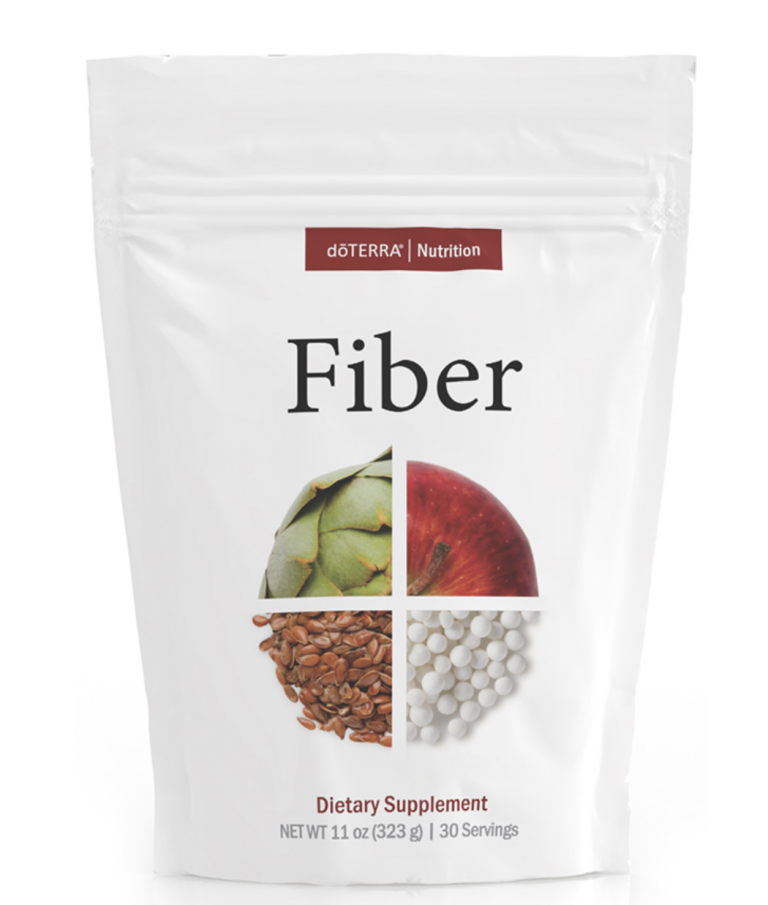 dōTERRA® | Nutrition
Fiber
Dietary Supplement
NET WT 11 oz (323 g) | 30 Servings